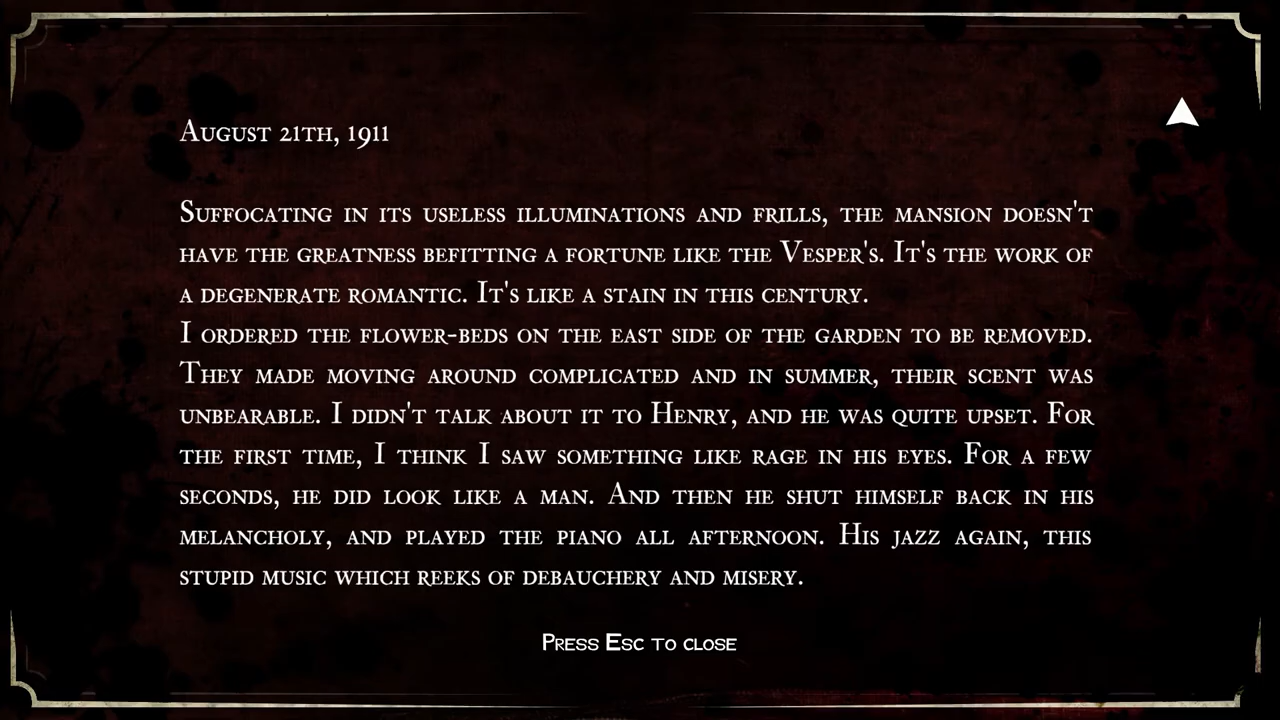 August 21th, 1911
Suffocating in its useless illuminations and frills, the mansion doesn't
have the greatness befitting a fortune like the Vesper's. It's the work of
a degenerate romantic. It's like a stain in this century.
I ordered the flower-beds on the east side of the garden to be removed.
They made moving around complicated and in summer, their scent was
unbearable. I didn't talk about it to Henry, and he was quite upset. For
the first time, I think I saw something like rage in his eyes. For a few
seconds, he did look like a man. And then he shut himself back in his
melancholy, and played the piano all afternoon. His jazz again, this
stupid music which reeks of debauchery and misery.
Press Esc to close